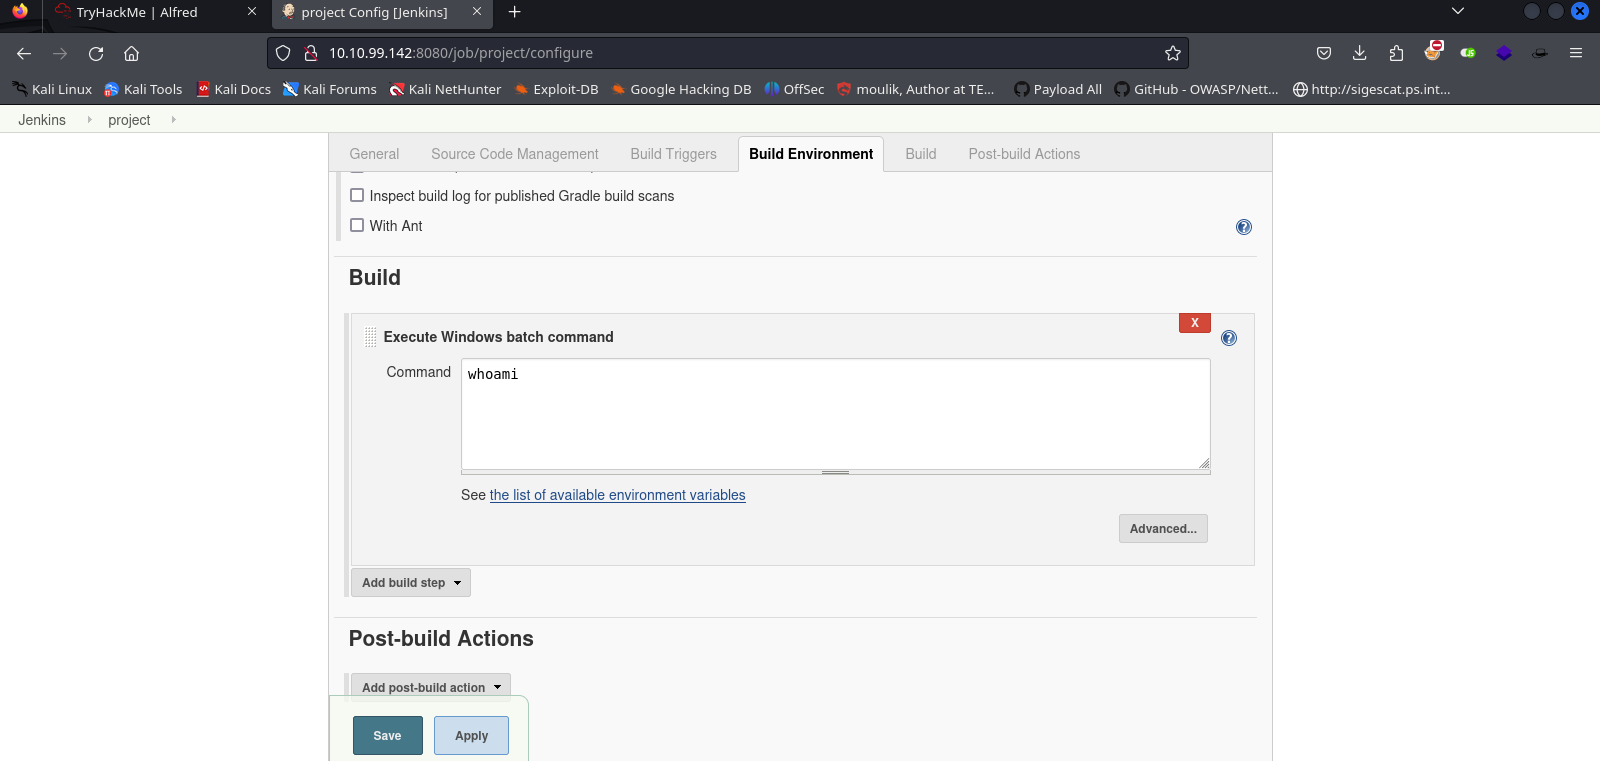 TryHackMe | Alfred
project Config [Jenkins]
10.10.99.142:8080/job/project/configure
Kali Linux
Kali Tools
Kali Docs
Kali Forums
Kali NetHunter
Exploit-DB
Google Hacking DB
OffSec
moulik, Author at TE...
Payload All
GitHub - OWASP/Nett...
http://sigescat.ps.int...
Jenkins
project
General
Source Code Management
Build Triggers
Build Environment
Build
Post-build Actions
Inspect build log for published Gradle build scans
With Ant
?
Build
Execute Windows batch command
X
?
Command
whoami
See the list of available environment variables
Advanced...
Add build step
Post-build Actions
Add post-build action
Save
Apply